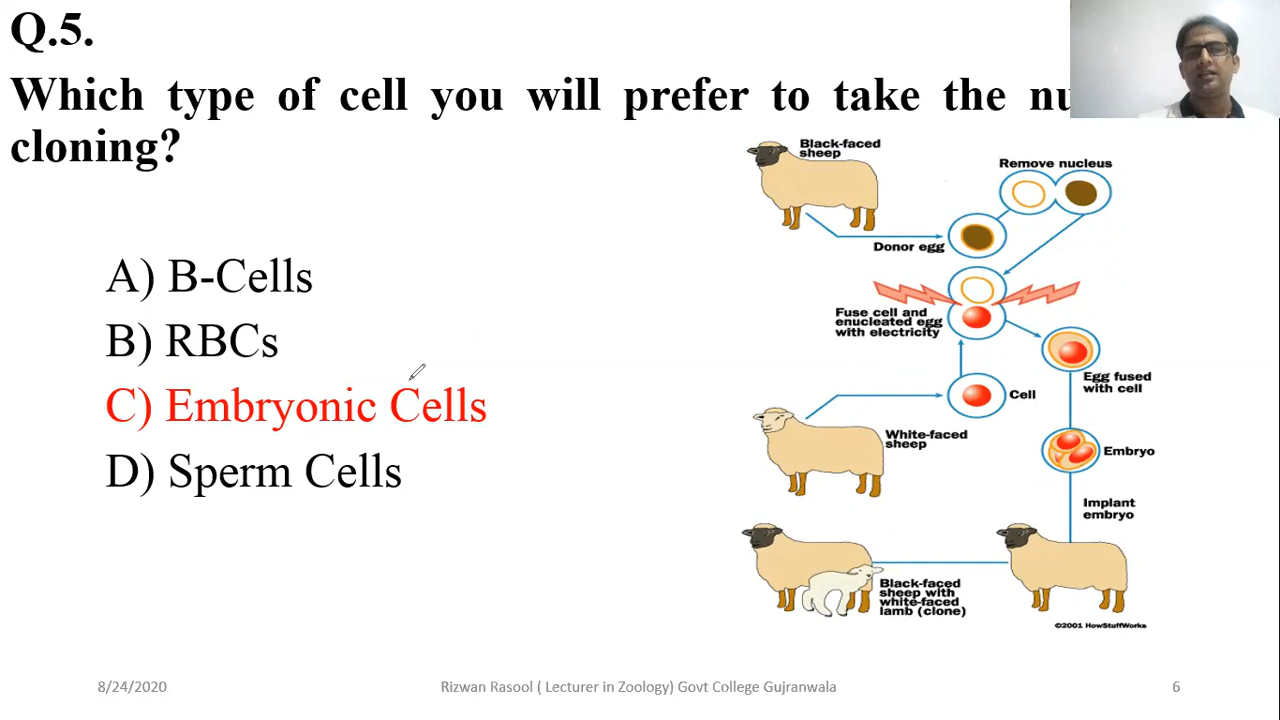 Q.5.
Which type of cell you will prefer to take the
cloning?
Black-faced
sheep
Remove nucleus
Donor egg
A) B-Cells
Fuse cell and
enucleated egg
with electricity
B) RBCs
Egg fused
with cell
Cell
C) Embryonic Cells
White-faced
sheep
Embryo
D) Sperm Cells
Implant
embryo
Black-faced
sheep with
white-faced
lamb (clone)
©2001 HowStuffWorks
8/24/2020
Rizwan Rasool ( Lecturer in Zoology) Govt College Gujranwala
6